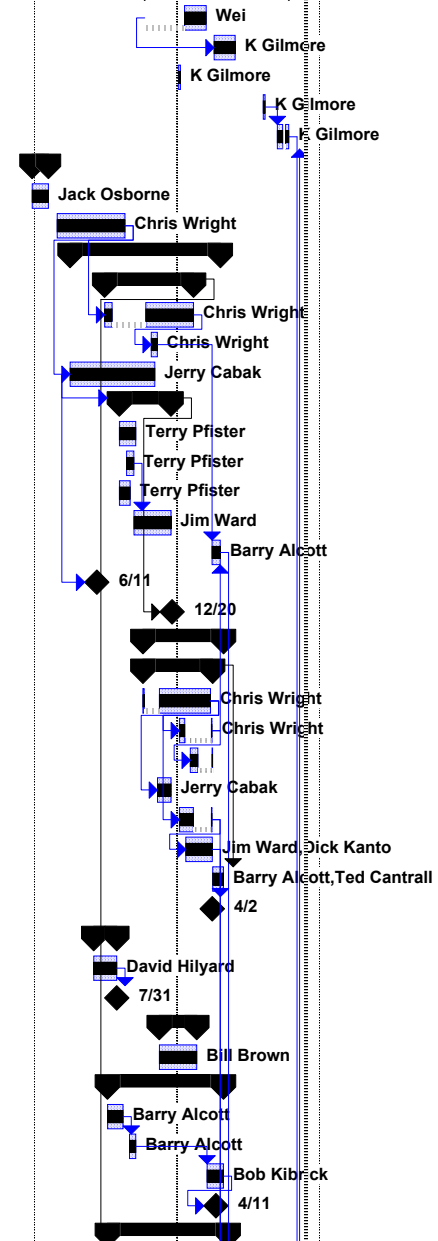 Wei
K Gilmore
K Gilmore
K Gilmore
K Gilmore
Jack Osborne
Chris Wright
Chris Wright
Chris Wright
Jerry Cabak
Terry Pfister
Terry Pfister
Terry Pfister
Jim Ward
Barry Alcott
6/11
12/20
Chris Wright
Chris Wright
Jerry Cabak
Jim Ward,Dick Kanto
Barry Alcott,Ted Cantrall
4/2
David Hilyard
7/31
Bill Brown
Barry Alcott
Barry Alcott
Bob Kibrick
4/11